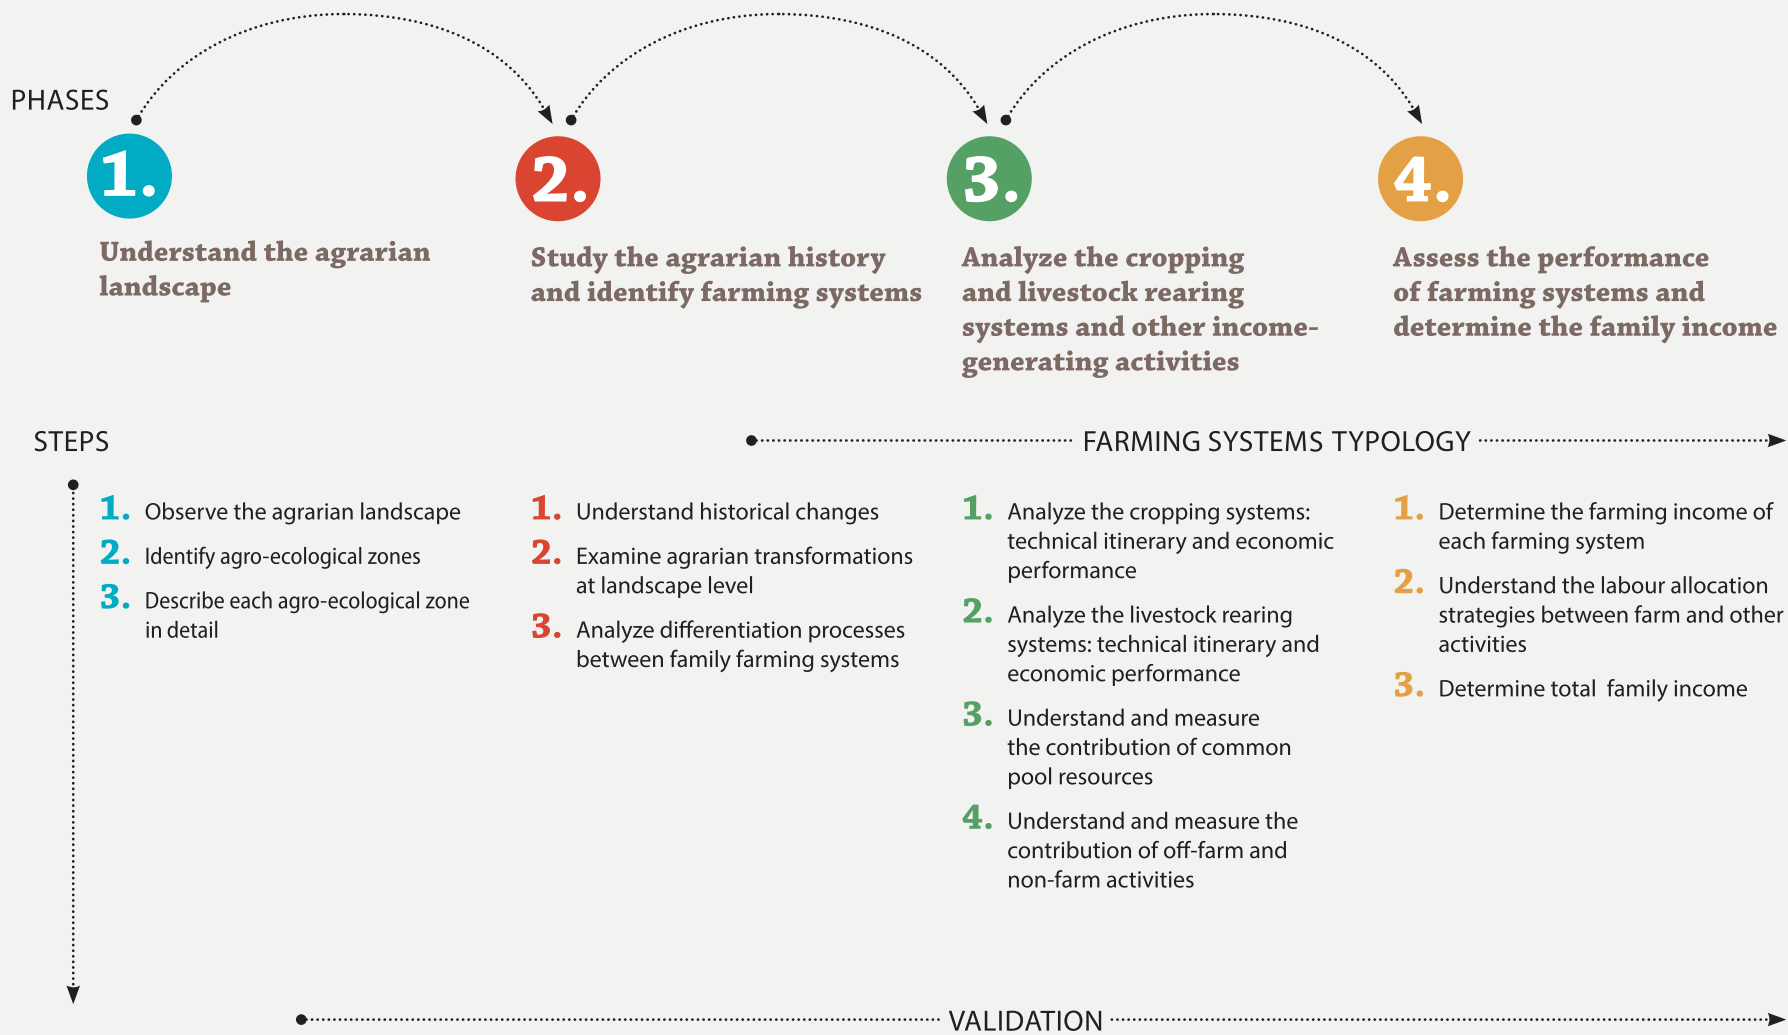 PHASES
1.
Understand the agrarian
landscape
2.
Study the agrarian history
and identify farming systems
3.
Analyze the cropping
and livestock rearing
systems and other income-
generating activities
4.
Assess the performance
of farming systems and
determine the family income
STEPS
FARMING SYSTEMS TYPOLOGY
1. Observe the agrarian landscape
2. Identify agro-ecological zones
3. Describe each agro-ecological zone
in detail
1. Understand historical changes
2. Examine agrarian transformations
at landscape level
3. Analyze differentiation processes
between family farming systems
1. Analyze the cropping systems:
technical itinerary and economic
performance
2. Analyze the livestock rearing
systems: technical itinerary and
economic performance
3. Understand and measure
the contribution of common
pool resources
4. Understand and measure the
contribution of off-farm and
non-farm activities
1. Determine the farming income of
each farming system
2. Understand the labour allocation
strategies between farm and other
activities
3. Determine total family income
VALIDATION